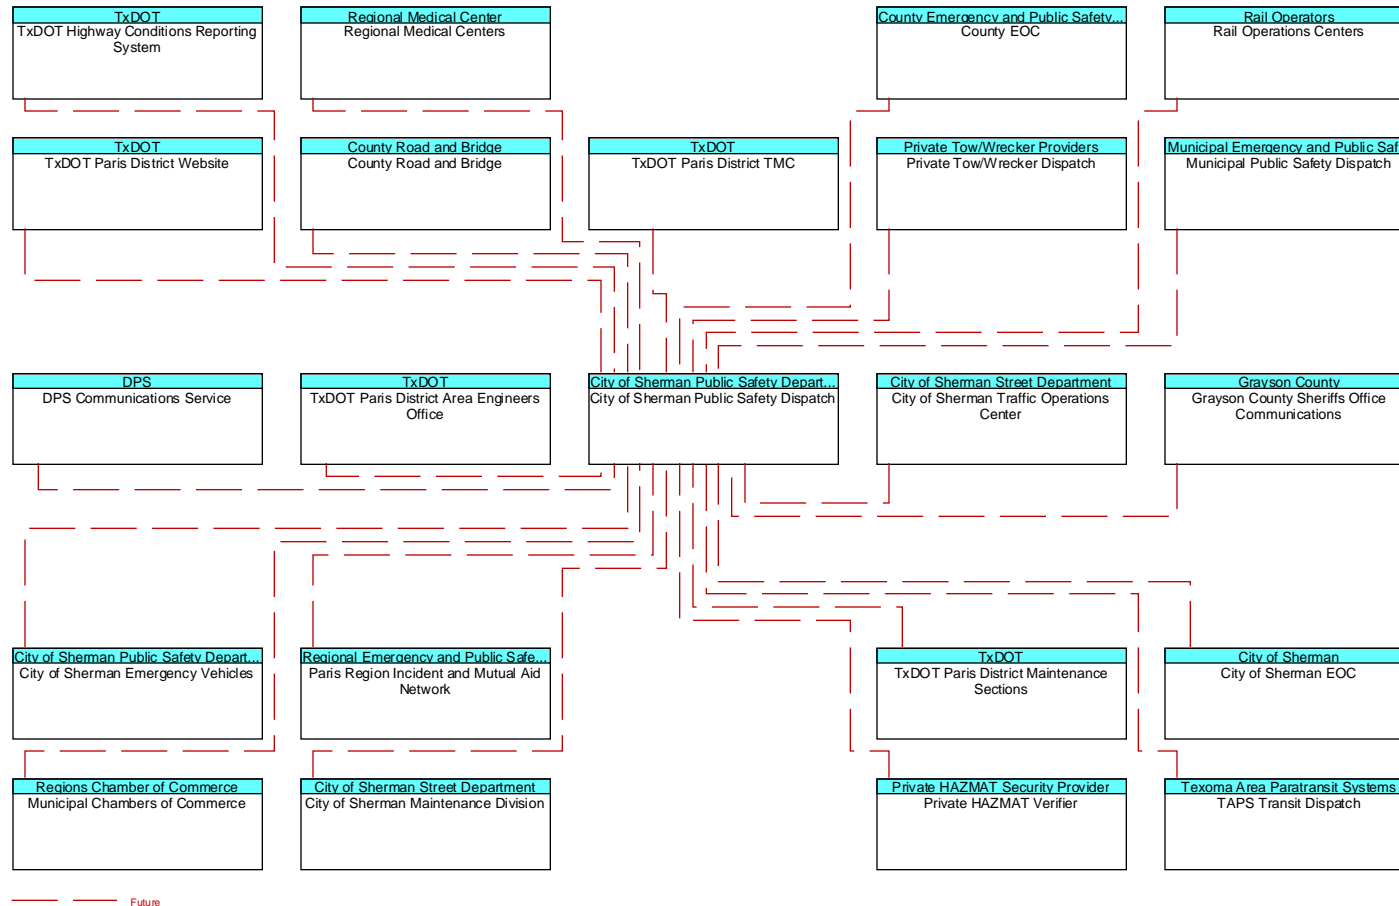 TxDOT
TxDOT Highway Conditions Reporting
System
Regional Medical Center
Regional Medical Centers
County Emergency and Public Safety...
County EOC
Rail Operators
Rail Operations Centers
TxDOT
TxDOT Paris District Website
County Road and Bridge
County Road and Bridge
TxDOT
TxDOT Paris District TMC
Private Tow/Wrecker Providers
Private Tow/Wrecker Dispatch
Municipal Emergency and Public Saf
Municipal Public Safety Dispatch
DPS
DPS Communications Service
TxDOT
TxDOT Paris District Area Engineers
Office
City of Sherman Public Safety Depart...
City of Sherman Public Safety Dispatch
City of Sherman Street Department
City of Sherman Traffic Operations
Center
Grayson County
Grayson County Sheriffs Office
Communications
City of Sherman Public Safety Depart...
City of Sherman Emergency Vehicles
Regional Emergency and Public Safe...
Paris Region Incident and Mutual Aid
Network
TxDOT
TxDOT Paris District Maintenance
Sections
City of Sherman
City of Sherman EOC
Regions Chamber of Commerce
Municipal Chambers of Commerce
City of Sherman Street Department
City of Sherman Maintenance Division
Private HAZMAT Security Provider
Private HAZMAT Verifier
Texoma Area Paratransit Systems
TAPS Transit Dispatch
Future